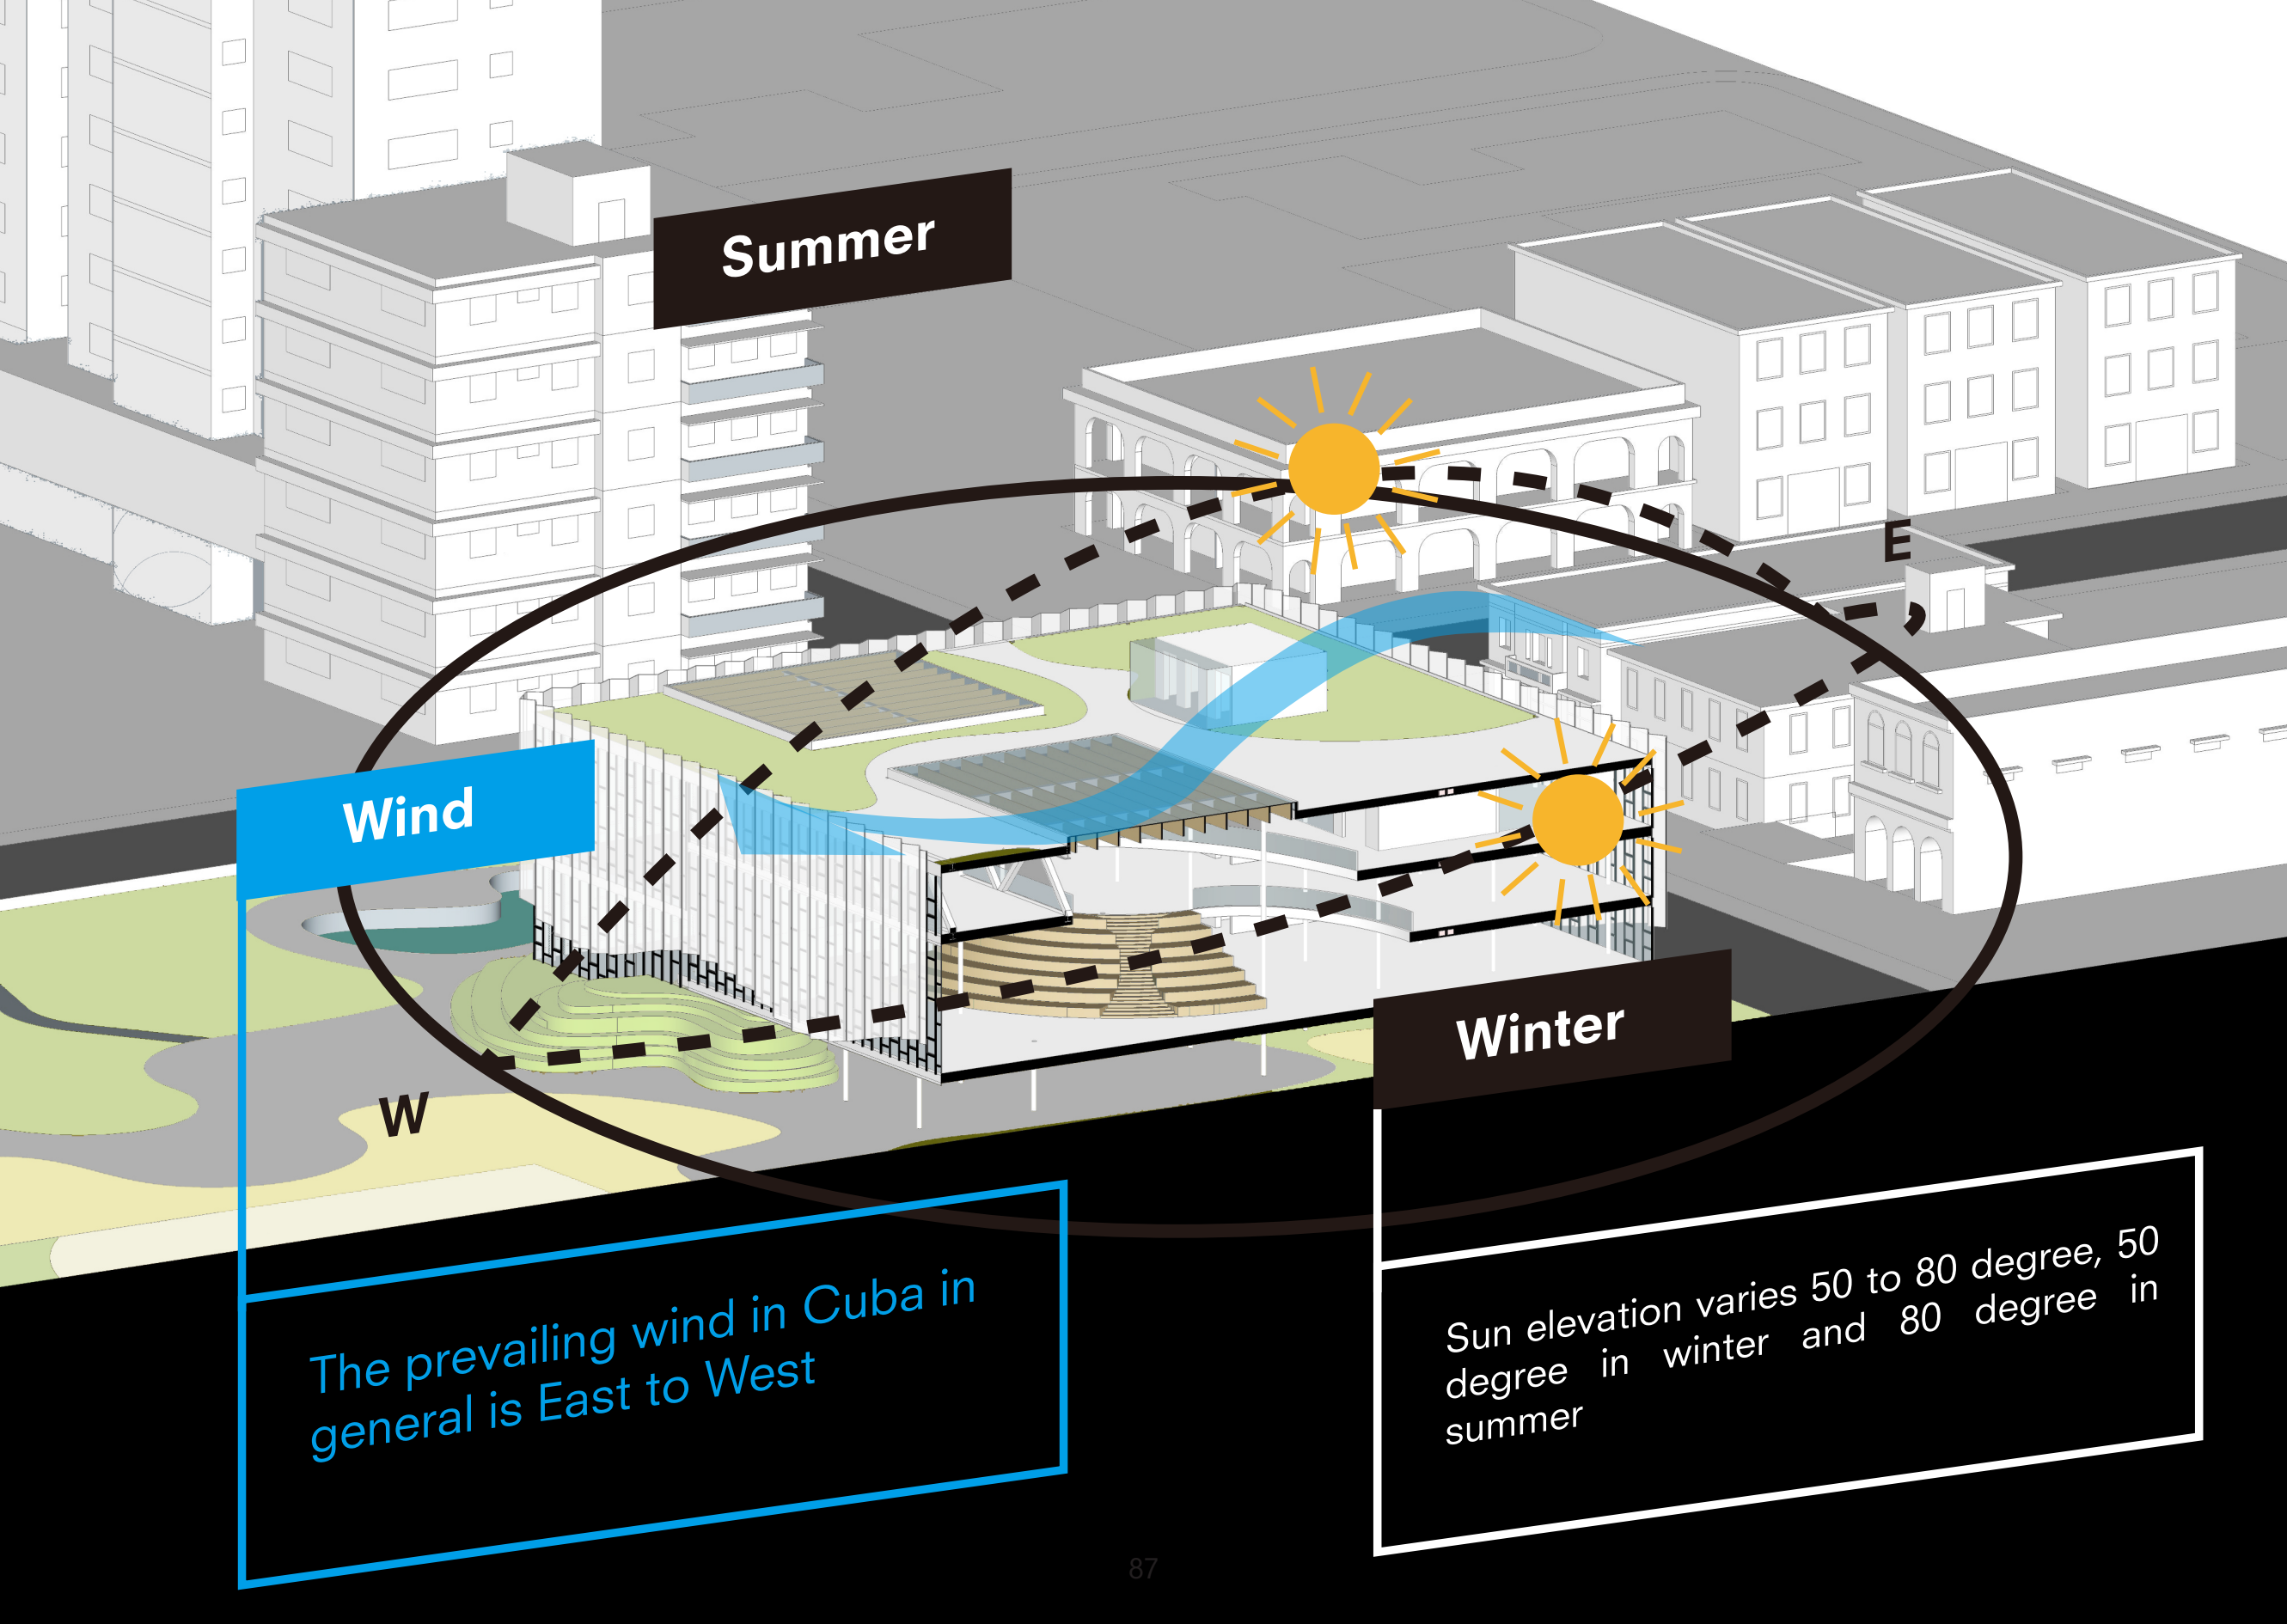 Summer
E
Wind
Winter
W
The prevailing wind in Cuba in
general is East to West
Sun elevation varies 50 to 80 degree, 50
degree in winter and 80 degree in
summer
87